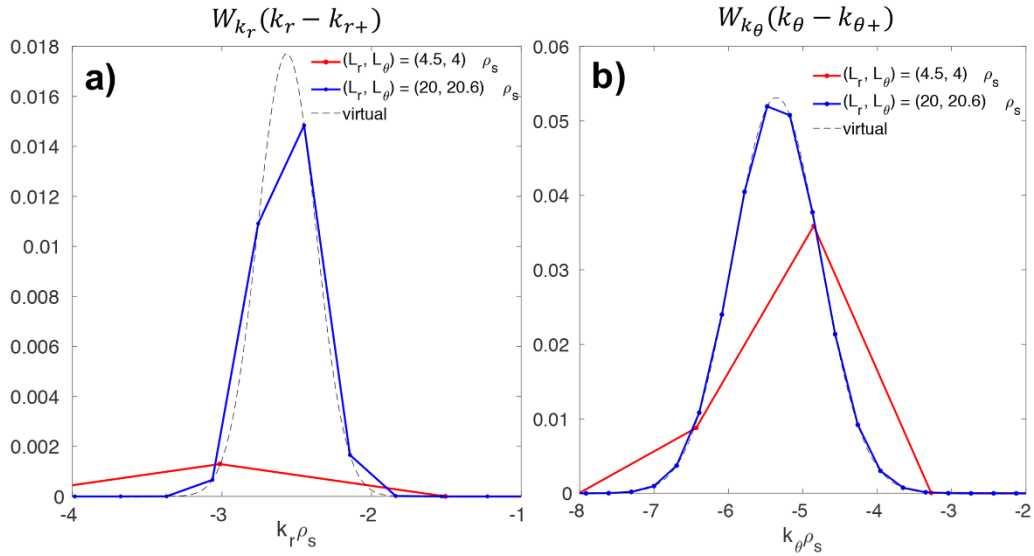 W_{k_r}(k_r − k_{r+})
a)
(L_r, L_θ) = (4.5, 4) ρ_s
(L_r, L_θ) = (20, 20.6) ρ_s
virtual
0.018
0.016
0.014
0.012
0.01
0.008
0.006
0.004
0.002
0
-4
-3
-2
-1
k_rρ_s
W_{k_θ}(k_θ − k_{θ+})
b)
(L_r, L_θ) = (4.5, 4) ρ_s
(L_r, L_θ) = (20, 20.6) ρ_s
virtual
0.06
0.05
0.04
0.03
0.02
0.01
0
-8
-7
-6
-5
-4
-3
-2
k_θρ_s